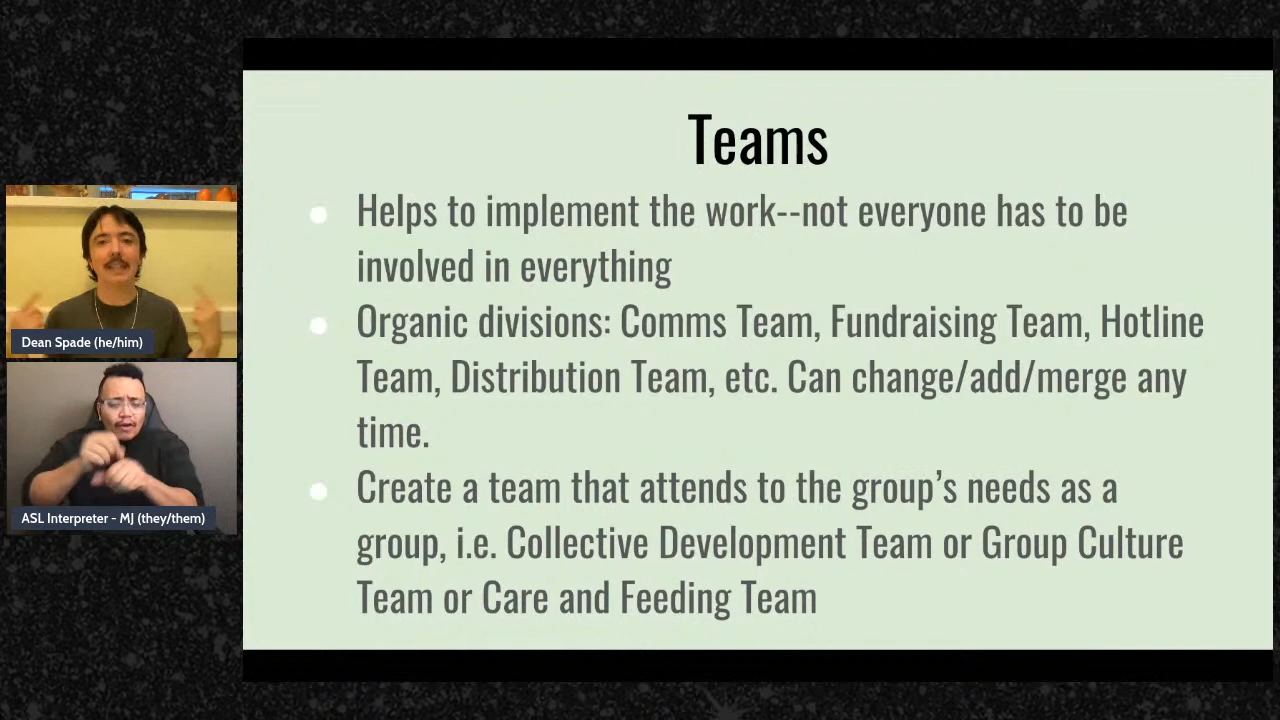 Teams
Helps to implement the work--not everyone has to be
involved in everything
Organic divisions: Comms Team, Fundraising Team, Hotline
Team, Distribution Team, etc. Can change/add/merge any
time.
Create a team that attends to the group’s needs as a
group, i.e. Collective Development Team or Group Culture
Team or Care and Feeding Team
Dean Spade (he/him)
ASL Interpreter - MJ (they/them)